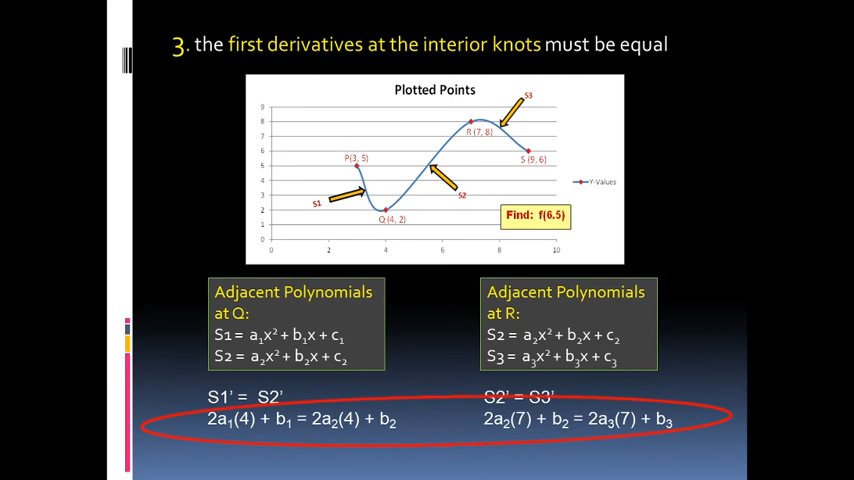 3. the first derivatives at the interior knots must be equal
Plotted Points
9
8
7
6
5
4
3
2
1
0
0 2 4 6 8 10
P(3, 5)
Q (4, 2)
R (7, 8)
S (9, 6)
S1
S2
S3
Y-Values
Find: f(6.5)
Adjacent Polynomials
at Q:
S1 = a₁x² + b₁x + c₁
S2 = a₂x² + b₂x + c₂
Adjacent Polynomials
at R:
S2 = a₂x² + b₂x + c₂
S3 = a₃x² + b₃x + c₃
S1’ = S2’
2a₁(4) + b₁ = 2a₂(4) + b₂
S2’ = S3’
2a₂(7) + b₂ = 2a₃(7) + b₃